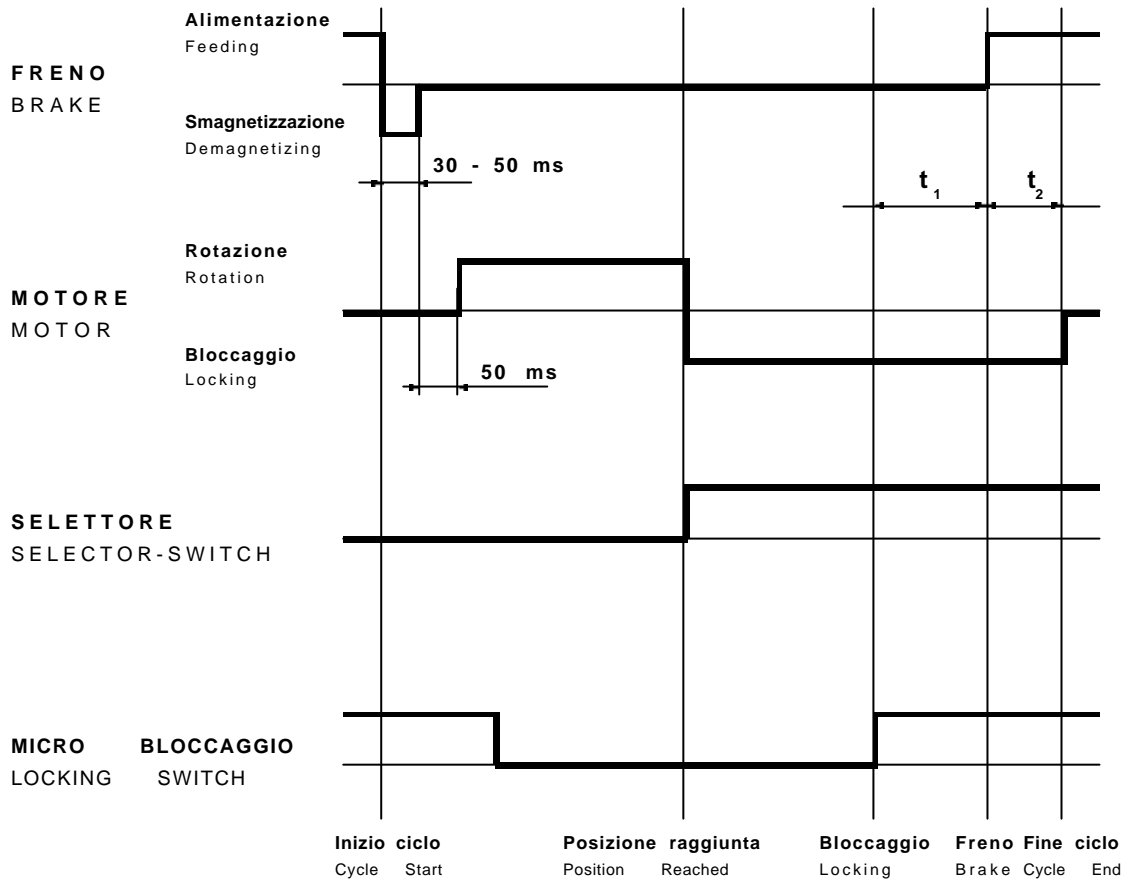 Alimentazione
Feeding
FRENO
BRAKE
Smagnetizzazione
Demagnetizing
30 - 50 ms
t1 t2
Rotazione
Rotation
MOTORE
MOTOR
Bloccaggio
Locking
50 ms
SELETTORE
SELECTOR-SWITCH
MICRO BLOCCAGGIO
LOCKING SWITCH
Inizio ciclo Posizione raggiunta Bloccaggio Freno Fine ciclo
Cycle Start Position Reached Locking Brake Cycle End